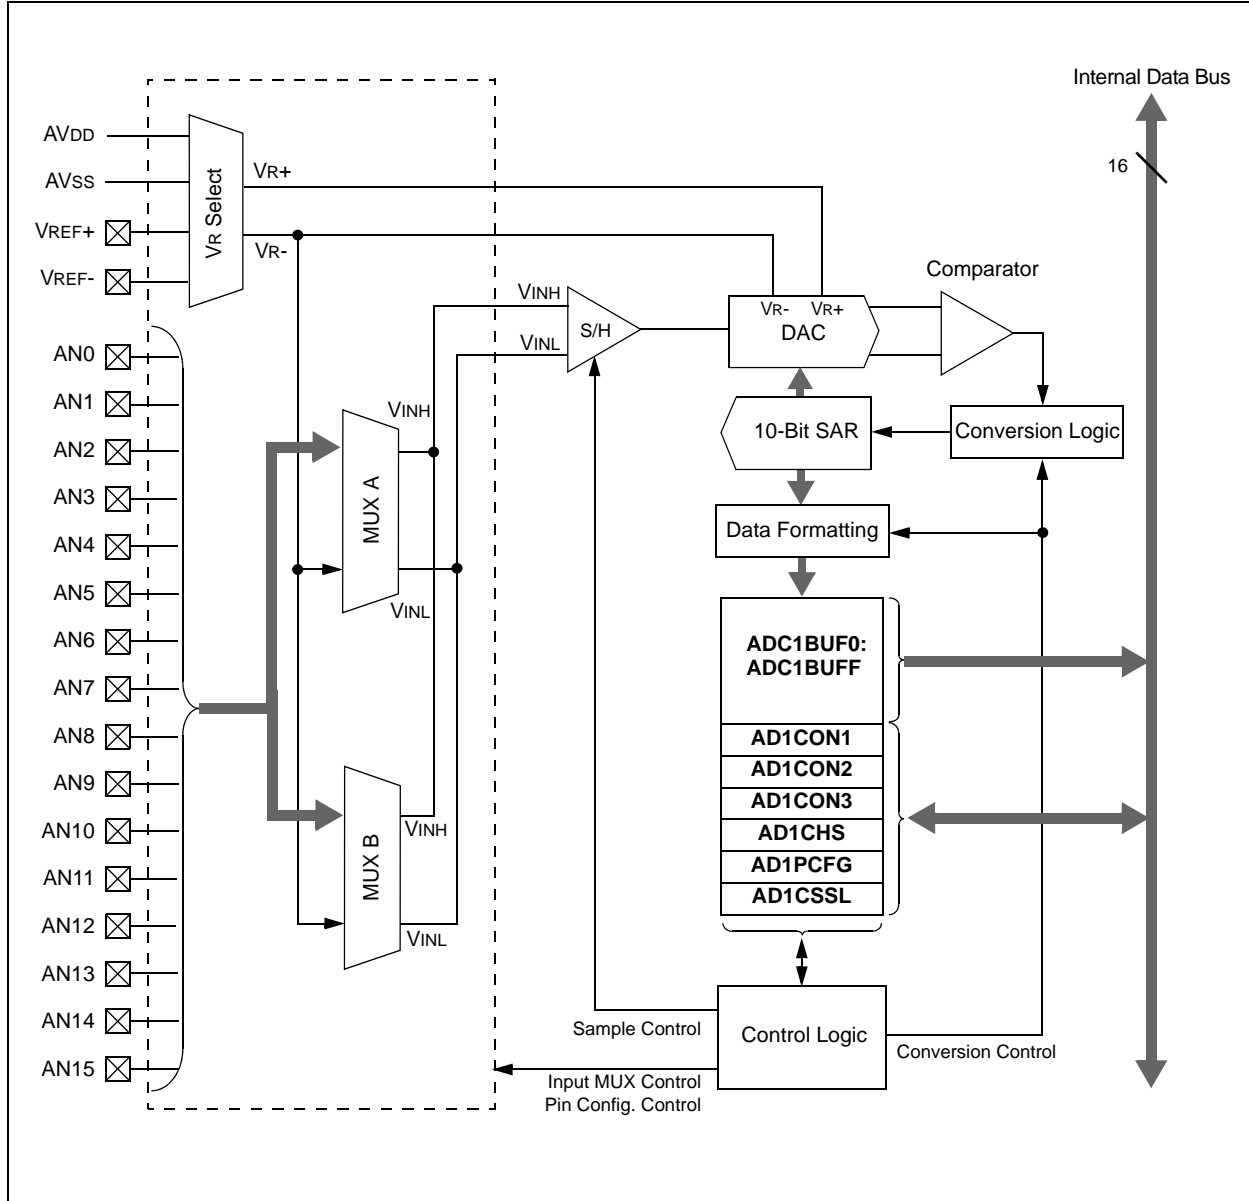 Internal Data Bus
16
AVDD
AVSS
VREF+
VREF-
VR Select
VR+
VR-
AN0
AN1
AN2
AN3
AN4
AN5
AN6
AN7
AN8
AN9
AN10
AN11
AN12
AN13
AN14
AN15
MUX A
VINH
VINL
MUX B
VINH
VINL
VINH
VINL
S/H
VR- VR+
DAC
Comparator
10-Bit SAR
Conversion Logic
Data Formatting
ADC1BUF0:
ADC1BUFF
AD1CON1
AD1CON2
AD1CON3
AD1CHS
AD1PCFG
AD1CSSL
Control Logic
Sample Control
Conversion Control
Input MUX Control
Pin Config. Control